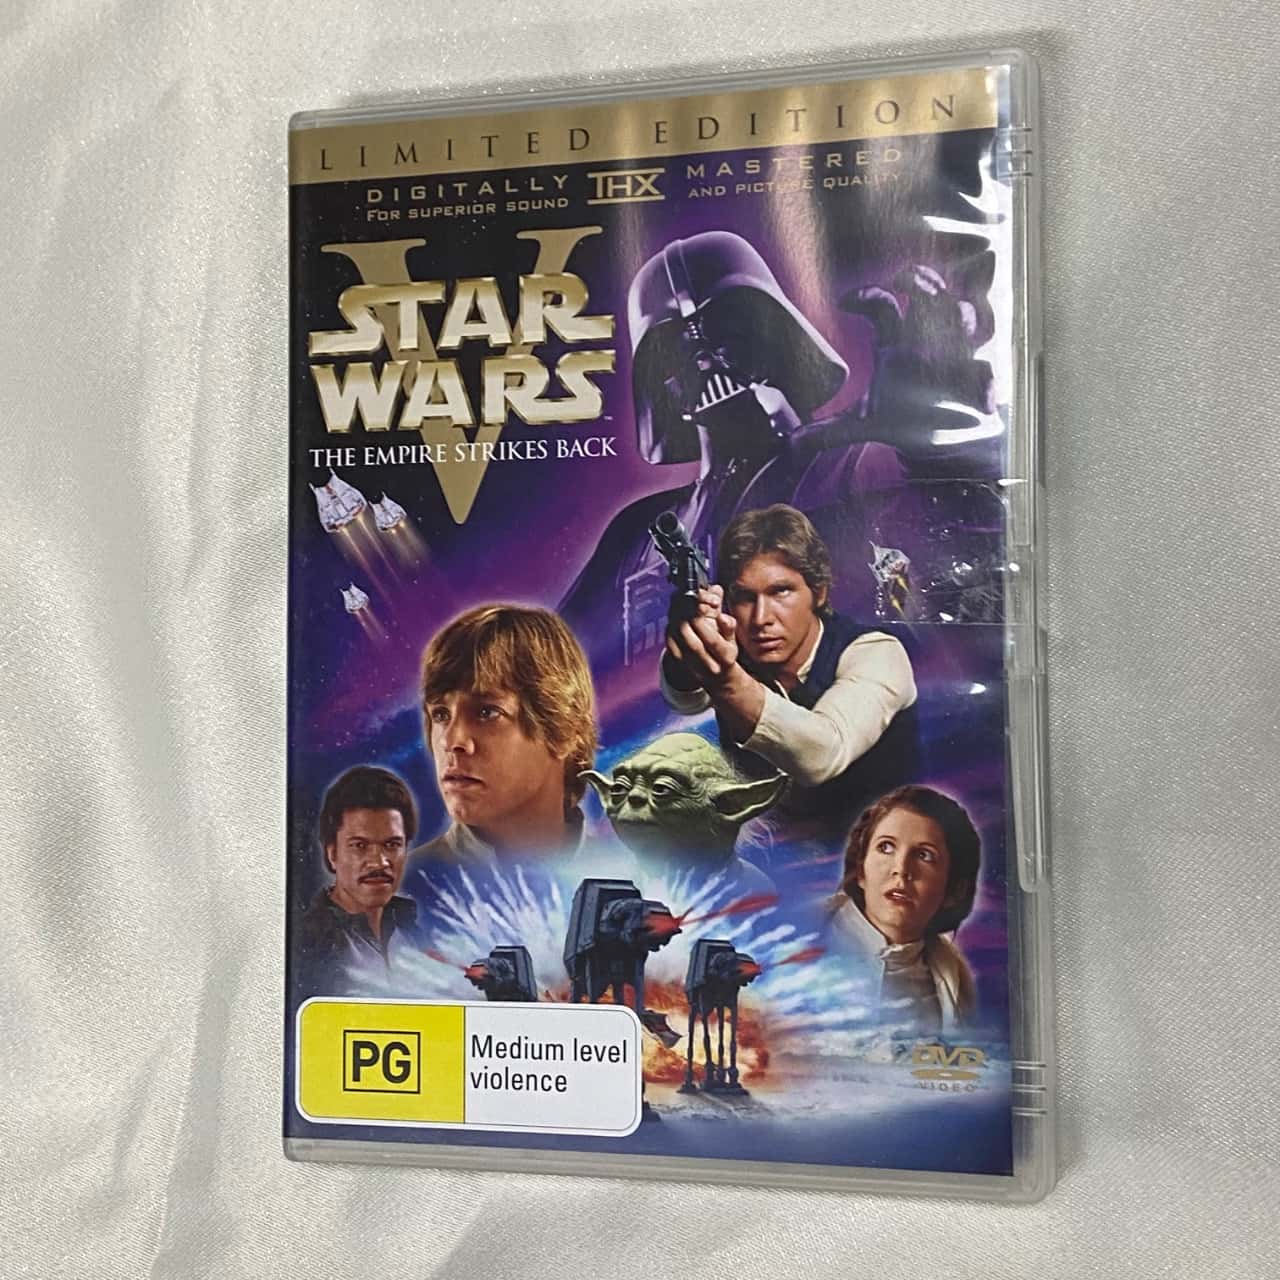 LIMITED EDITION
DIGITALLY THX MASTERED
FOR SUPERIOR SOUND AND PICTURE QUALITY
V
STAR
WARS™
THE EMPIRE STRIKES BACK
PG
Medium level
violence
DVD
VIDEO